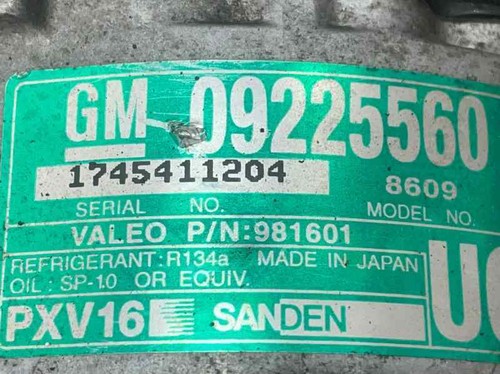 GM 09225560
1745411204 8609
SERIAL NO. MODEL NO.
VALEO P/N:981601
REFRIGERANT:R134a MADE IN JAPAN
OIL: SP-10 OR EQUIV.
PXV16 SANDEN